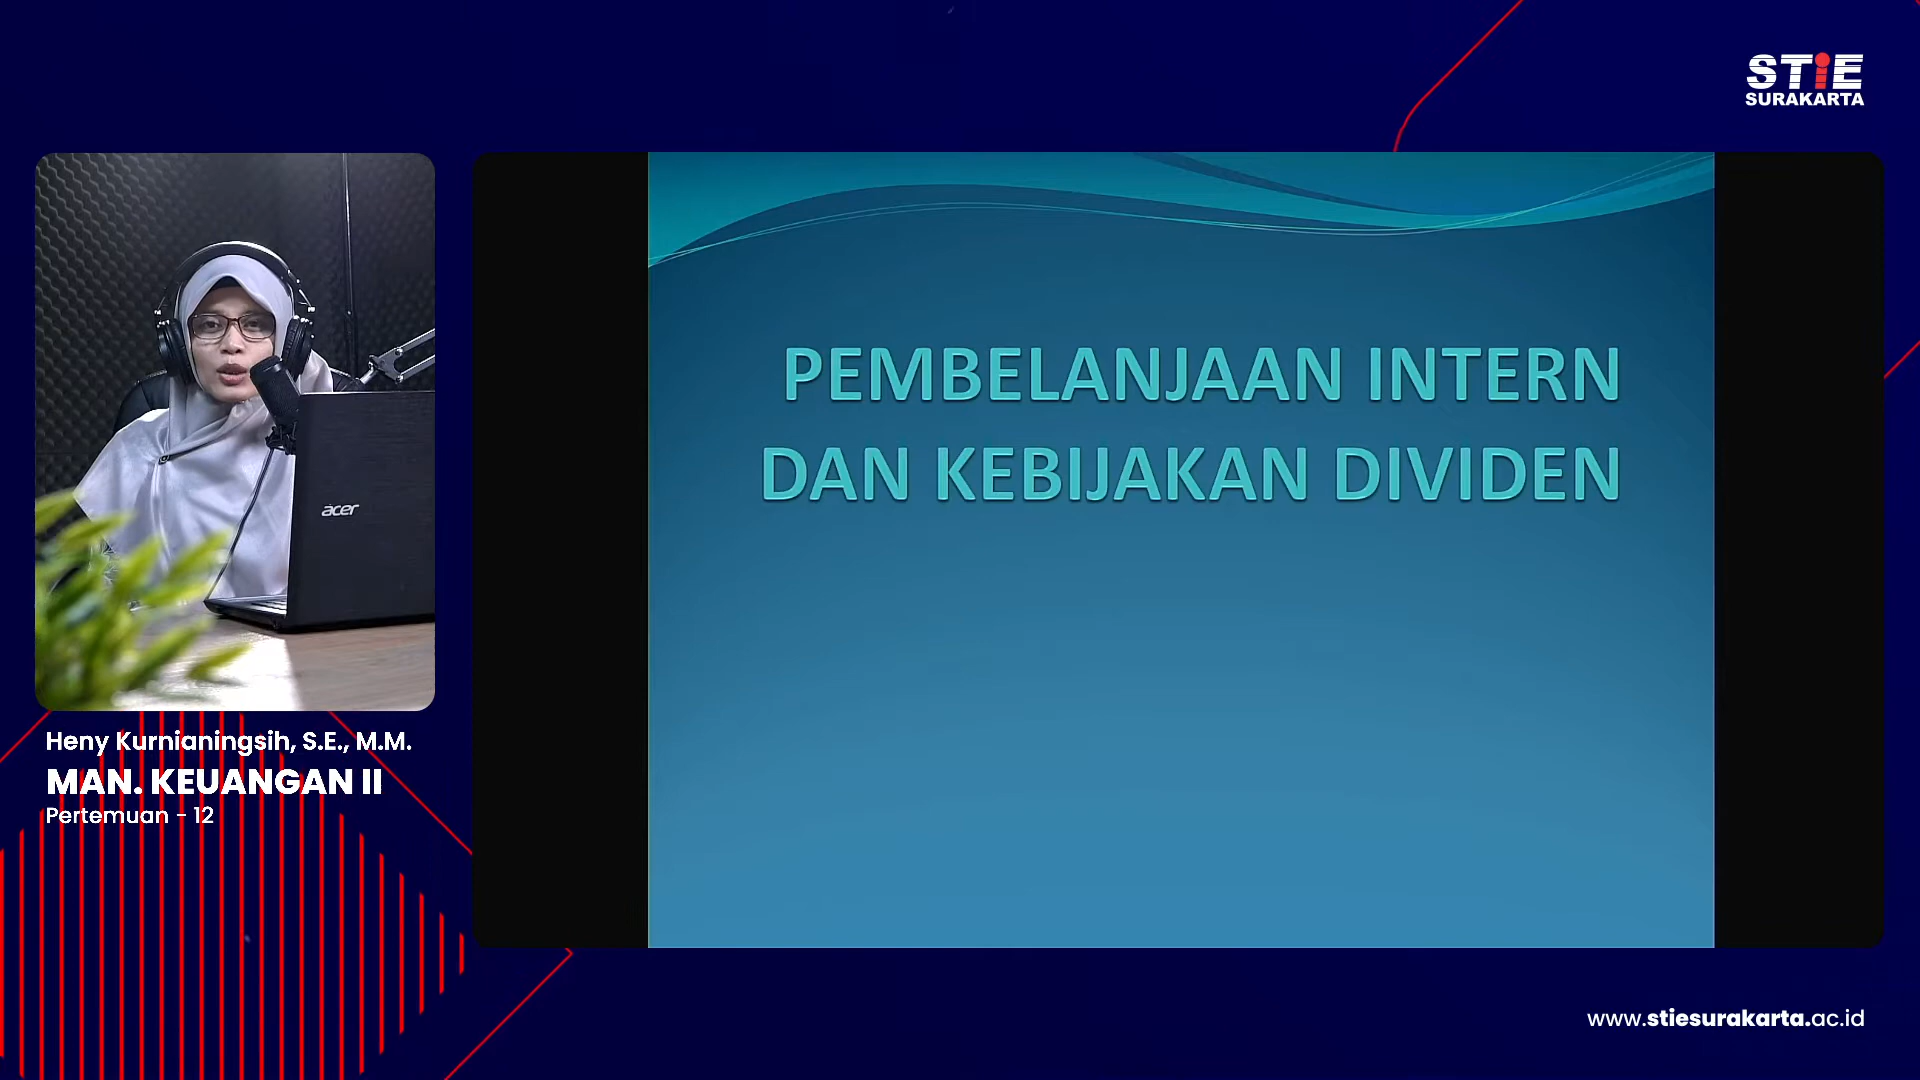 STiE
SURAKARTA
acer
PEMBELANJAAN INTERN
DAN KEBIJAKAN DIVIDEN
Heny Kurnianingsih, S.E., M.M.
MAN. KEUANGAN II
Pertemuan - 12
www.stiesurakarta.ac.id